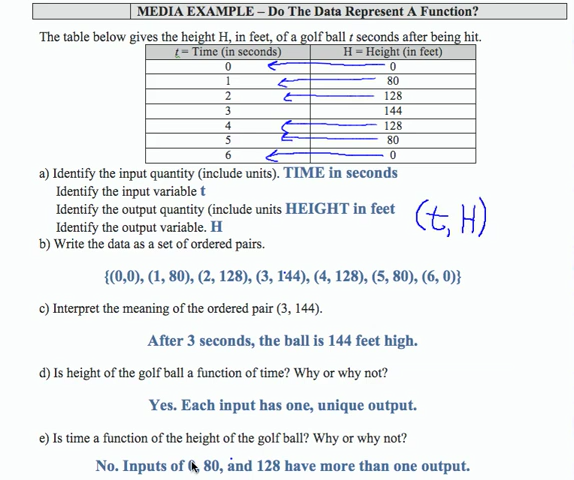 MEDIA EXAMPLE – Do The Data Represent A Function?
The table below gives the height H, in feet, of a golf ball t seconds after being hit.
t = Time (in seconds) H = Height (in feet)
0 0
1 80
2 128
3 144
4 128
5 80
6 0
a) Identify the input quantity (include units). TIME in seconds
Identify the input variable t
Identify the output quantity (include units HEIGHT in feet
(t, H)
Identify the output variable. H
b) Write the data as a set of ordered pairs.
{(0,0), (1, 80), (2, 128), (3, 144), (4, 128), (5, 80), (6, 0)}
c) Interpret the meaning of the ordered pair (3, 144).
After 3 seconds, the ball is 144 feet high.
d) Is height of the golf ball a function of time? Why or why not?
Yes. Each input has one, unique output.
e) Is time a function of the height of the golf ball? Why or why not?
No. Inputs of 0, 80, and 128 have more than one output.